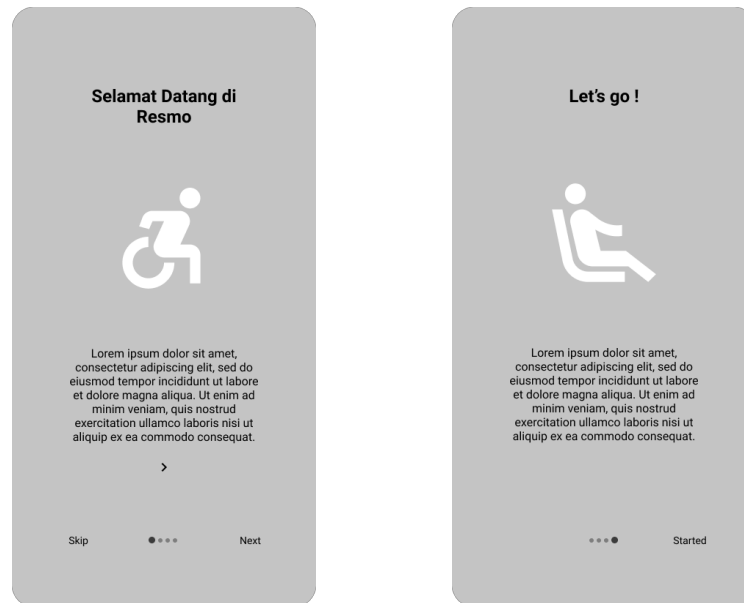 Selamat Datang di
Resmo
Lorem ipsum dolor sit amet,
consectetur adipiscing elit, sed do
eiusmod tempor incididunt ut labore
et dolore magna aliqua. Ut enim ad
minim veniam, quis nostrud
exercitation ullamco laboris nisi ut
aliquip ex ea commodo consequat.
Skip
Next
Let's go !
Lorem ipsum dolor sit amet,
consectetur adipiscing elit, sed do
eiusmod tempor incididunt ut labore
et dolore magna aliqua. Ut enim ad
minim veniam, quis nostrud
exercitation ullamco laboris nisi ut
aliquip ex ea commodo consequat.
Started